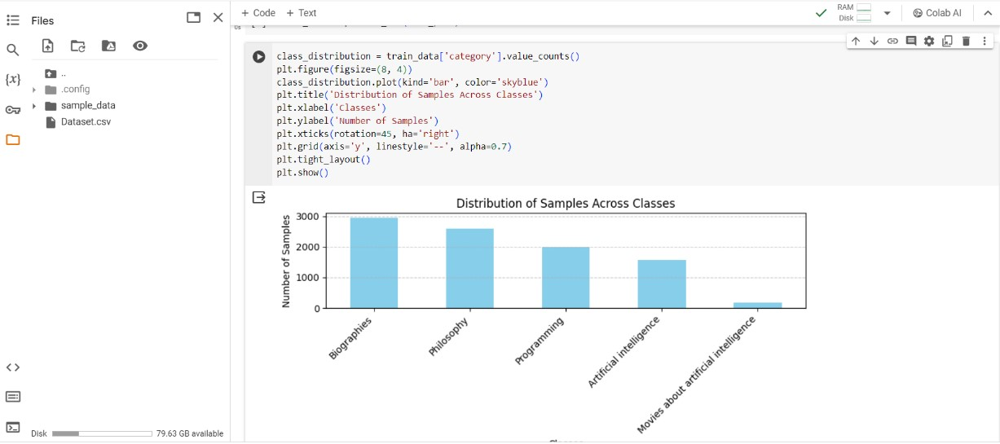 Files
+ Code + Text
RAM
Disk
Colab AI
{x}
..
.config
sample_data
Dataset.csv
class_distribution = train_data['category'].value_counts()
plt.figure(figsize=(8, 4))
class_distribution.plot(kind='bar', color='skyblue')
plt.title('Distribution of Samples Across Classes')
plt.xlabel('Classes')
plt.ylabel('Number of Samples')
plt.xticks(rotation=45, ha='right')
plt.grid(axis='y', linestyle='--', alpha=0.7)
plt.tight_layout()
plt.show()
Distribution of Samples Across Classes
Number of Samples
3000
2000
1000
0
Biographies
Philosophy
Programming
Artificial intelligence
Movies about artificial intelligence
Disk
79.63 GB available